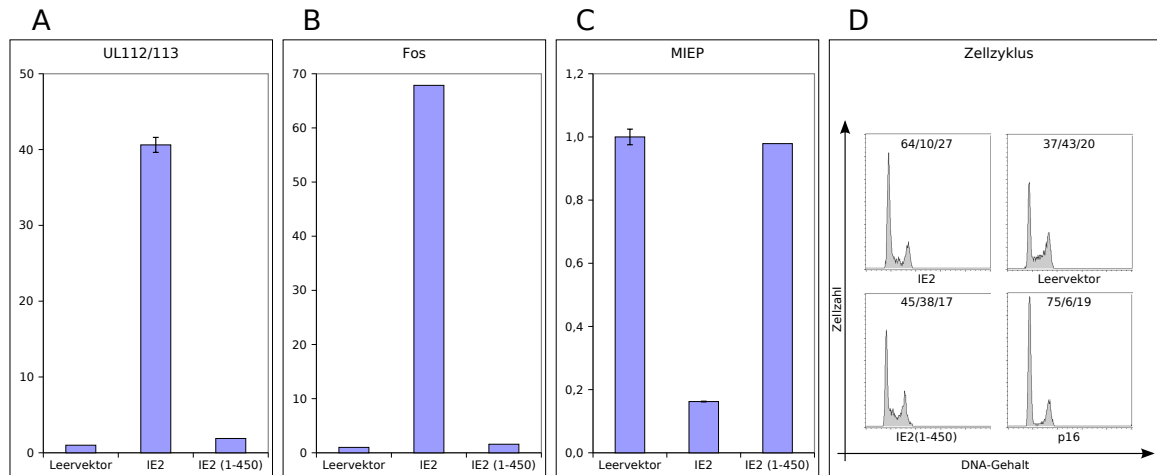 A
UL112/113
50
40
30
20
10
0
Leervektor
IE2
IE2 (1-450)
B
Fos
70
60
50
40
30
20
10
0
Leervektor
IE2
IE2 (1-450)
C
MIEP
1,2
1,0
0,8
0,6
0,4
0,2
0,0
Leervektor
IE2
IE2 (1-450)
D
Zellzyklus
Zellzahl
64/10/27
IE2
37/43/20
Leervektor
45/38/17
IE2(1-450)
75/6/19
p16
DNA-Gehalt